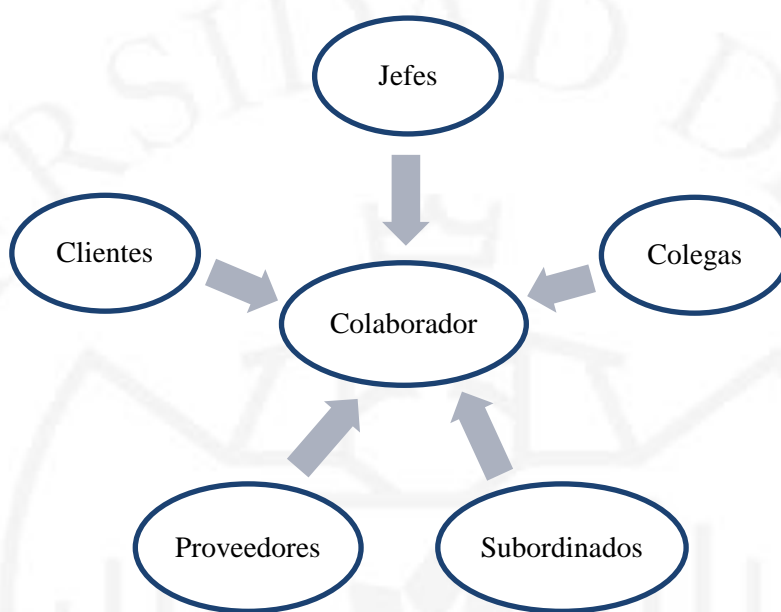 Jefes
Clientes
Colegas
Colaborador
Proveedores
Subordinados